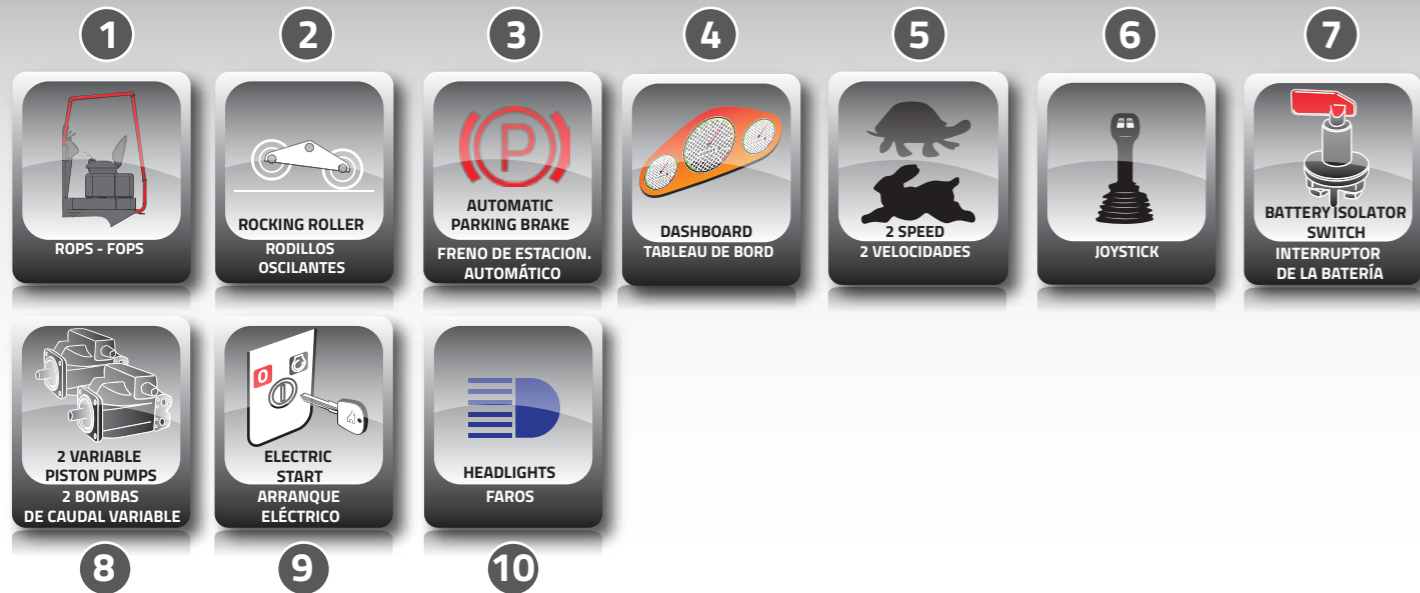 1
2
3
4
5
6
7
ROPS - FOPS
ROCKING ROLLER
RODILLOS
OSCILANTES
P
AUTOMATIC
PARKING BRAKE
FRENO DE ESTACION.
AUTOMÁTICO
DASHBOARD
TABLEAU DE BORD
2 SPEED
2 VELOCIDADES
JOYSTICK
BATTERY ISOLATOR
SWITCH
INTERRUPTOR
DE LA BATERÍA
2 VARIABLE
PISTON PUMPS
2 BOMBAS
DE CAUDAL VARIABLE
O
ELECTRIC
START
ARRANQUE
ELÉCTRICO
HEADLIGHTS
FAROS
8
9
10